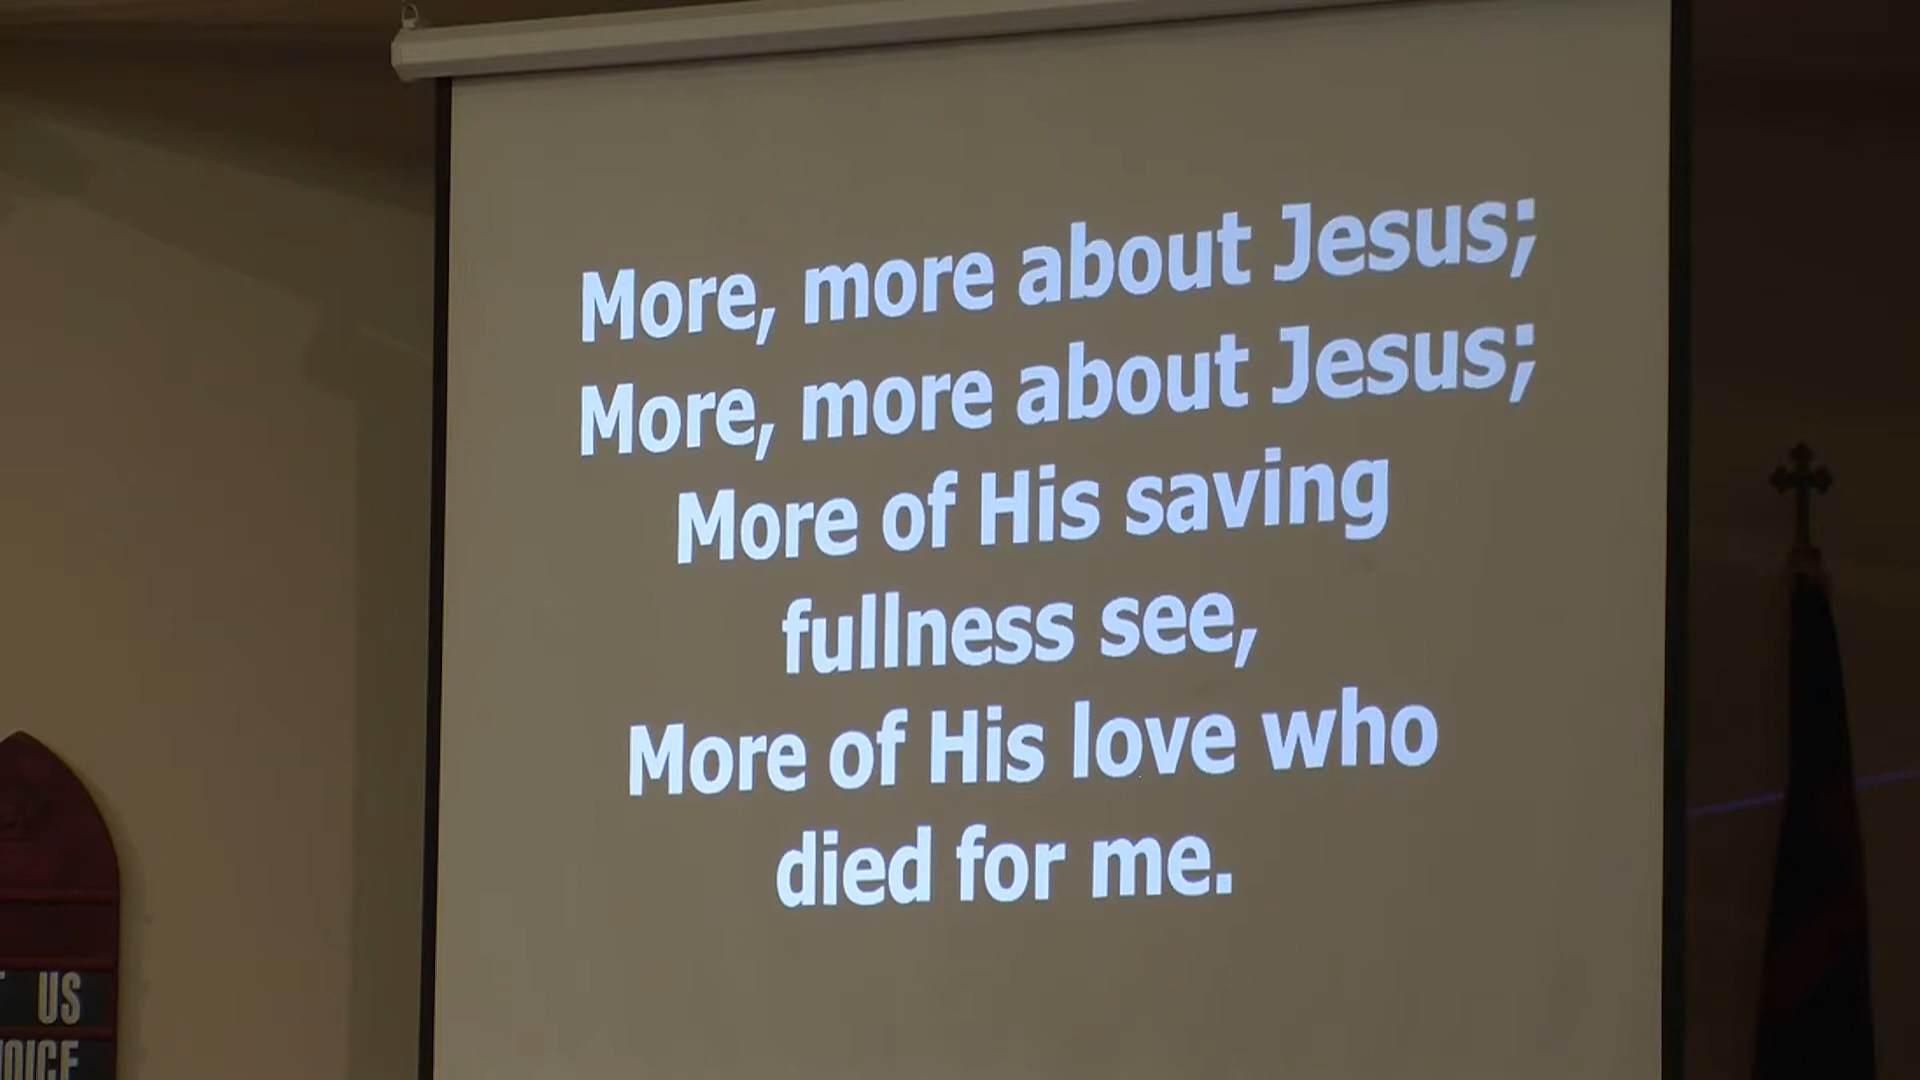 More, more about Jesus;
More, more about Jesus;
More of His saving
fullness see,
More of His love who
died for me.
US